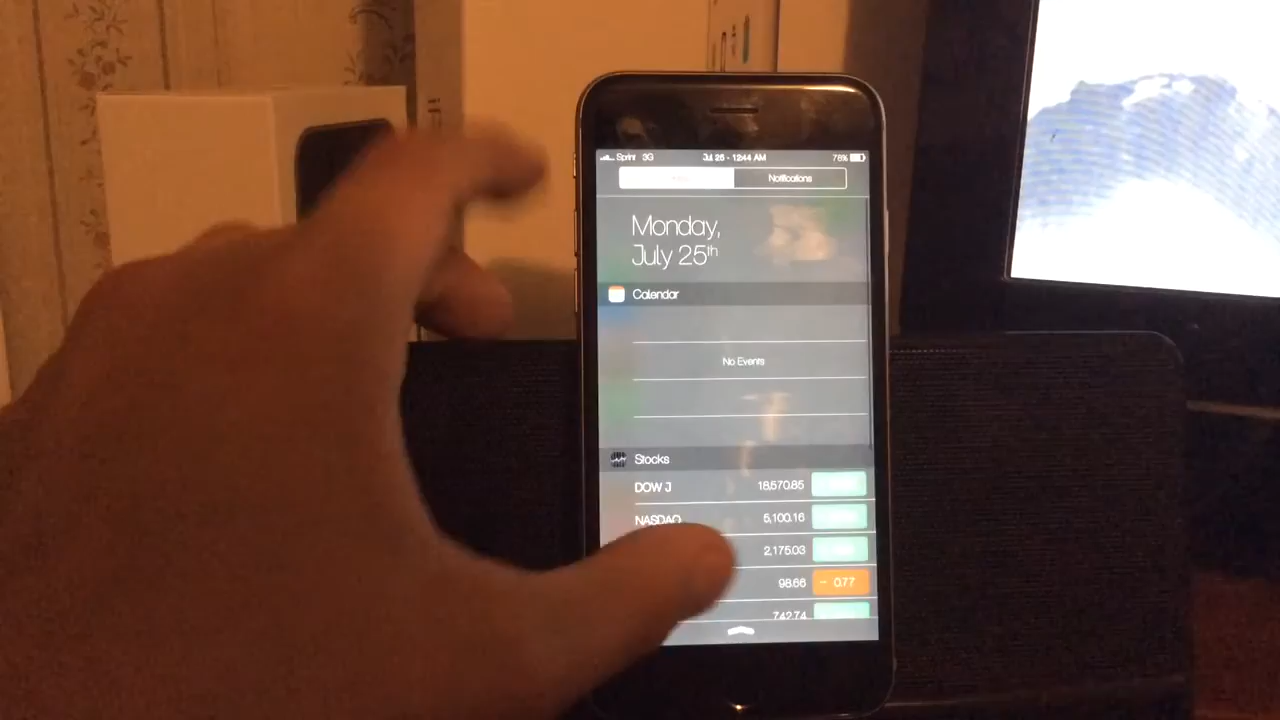 Sprint 3G Jul 25 - 12:44 AM 78%
Notifications
Monday,
July 25th
Calendar
No Events
Stocks
DOW J 18,570.85
NASDAQ 5,100.16
2,175.03
98.66 - 0.77
742.74